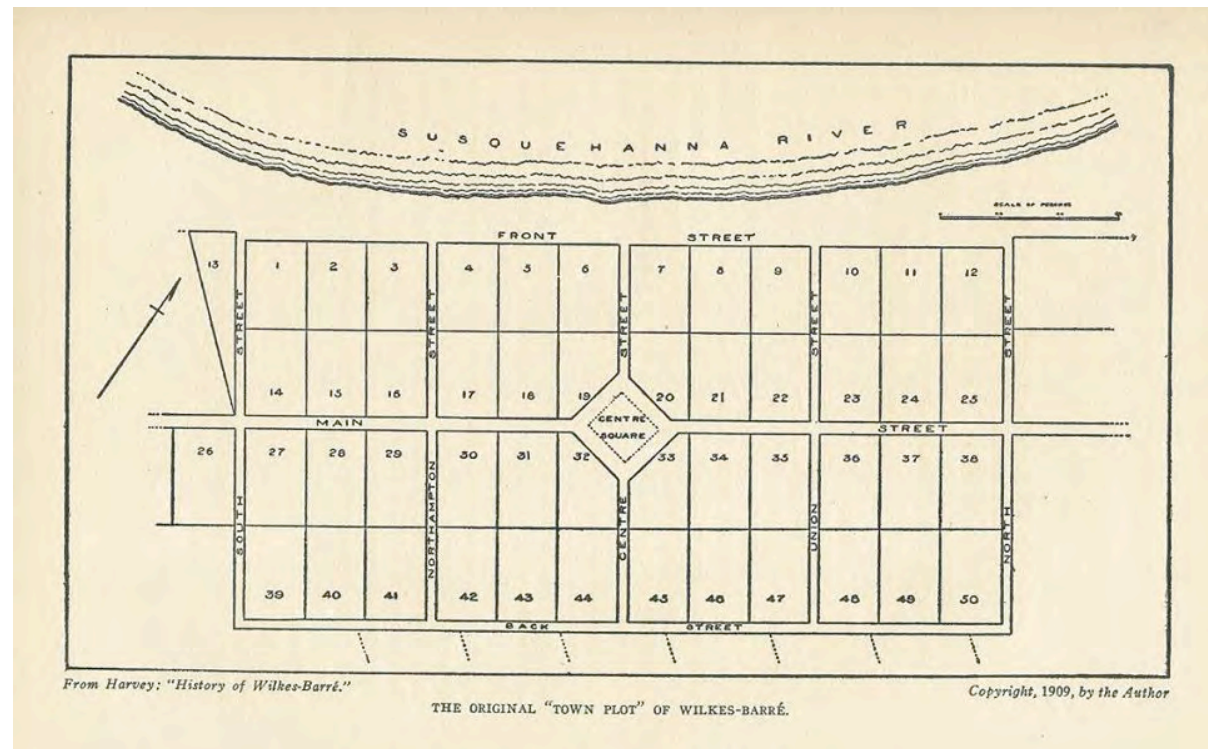 SUSQUEHANNA RIVER
SCALE OF PERCHES
FRONT STREET
13 1 2 3 4 5 6 7 8 9 10 11 12
STREET STREET STREET STREET STREET
14 15 16 17 18 19 20 21 22 23 24 25
MAIN STREET
CENTRE
SQUARE
26 27 28 29 30 31 32 33 34 35 36 37 38
SOUTH NORTHAMPTON CENTRE UNION NORTH
39 40 41 42 43 44 45 46 47 48 49 50
BACK STREET
From Harvey: "History of Wilkes-Barré."
Copyright, 1909, by the Author
THE ORIGINAL "TOWN PLOT" OF WILKES-BARRÉ.